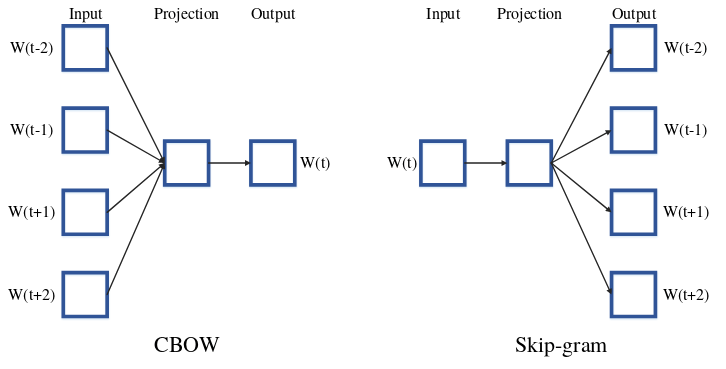 Input Projection Output
W(t-2)
W(t-1)
W(t)
W(t+1)
W(t+2)
CBOW
Input Projection Output
W(t-2)
W(t-1)
W(t)
W(t+1)
W(t+2)
Skip-gram